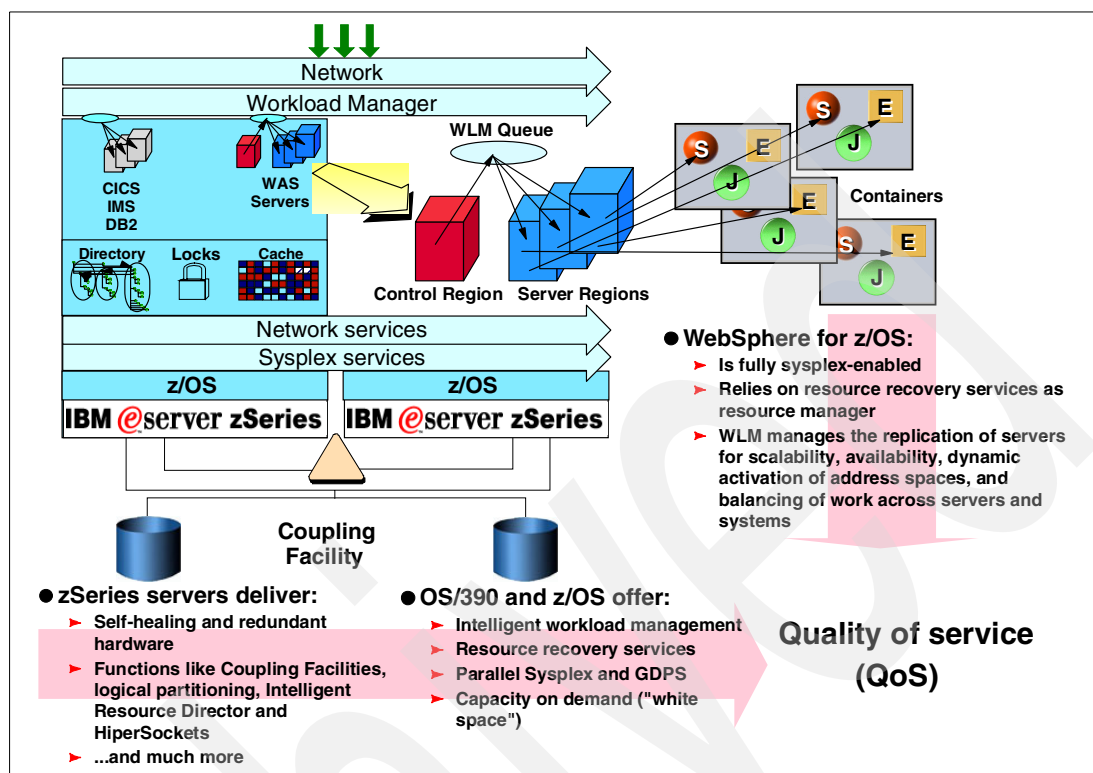 Network
Workload Manager
CICS
IMS
DB2
WAS
Servers
WLM Queue
Control Region
Server Regions
S
E
J
S
E
J
S
E
J
S
E
J
Containers
Directory
Locks
Cache
Network services
Sysplex services
z/OS
z/OS
IBM e server zSeries
IBM e server zSeries
Coupling
Facility
● WebSphere for z/OS:
Is fully sysplex-enabled
Relies on resource recovery services as
resource manager
WLM manages the replication of servers
for scalability, availability, dynamic
activation of address spaces, and
balancing of work across servers and
systems
● zSeries servers deliver:
Self-healing and redundant
hardware
Functions like Coupling Facilities,
logical partitioning, Intelligent
Resource Director and
HiperSockets
...and much more
● OS/390 and z/OS offer:
Intelligent workload management
Resource recovery services
Parallel Sysplex and GDPS
Capacity on demand ("white
space")
Quality of service
(QoS)